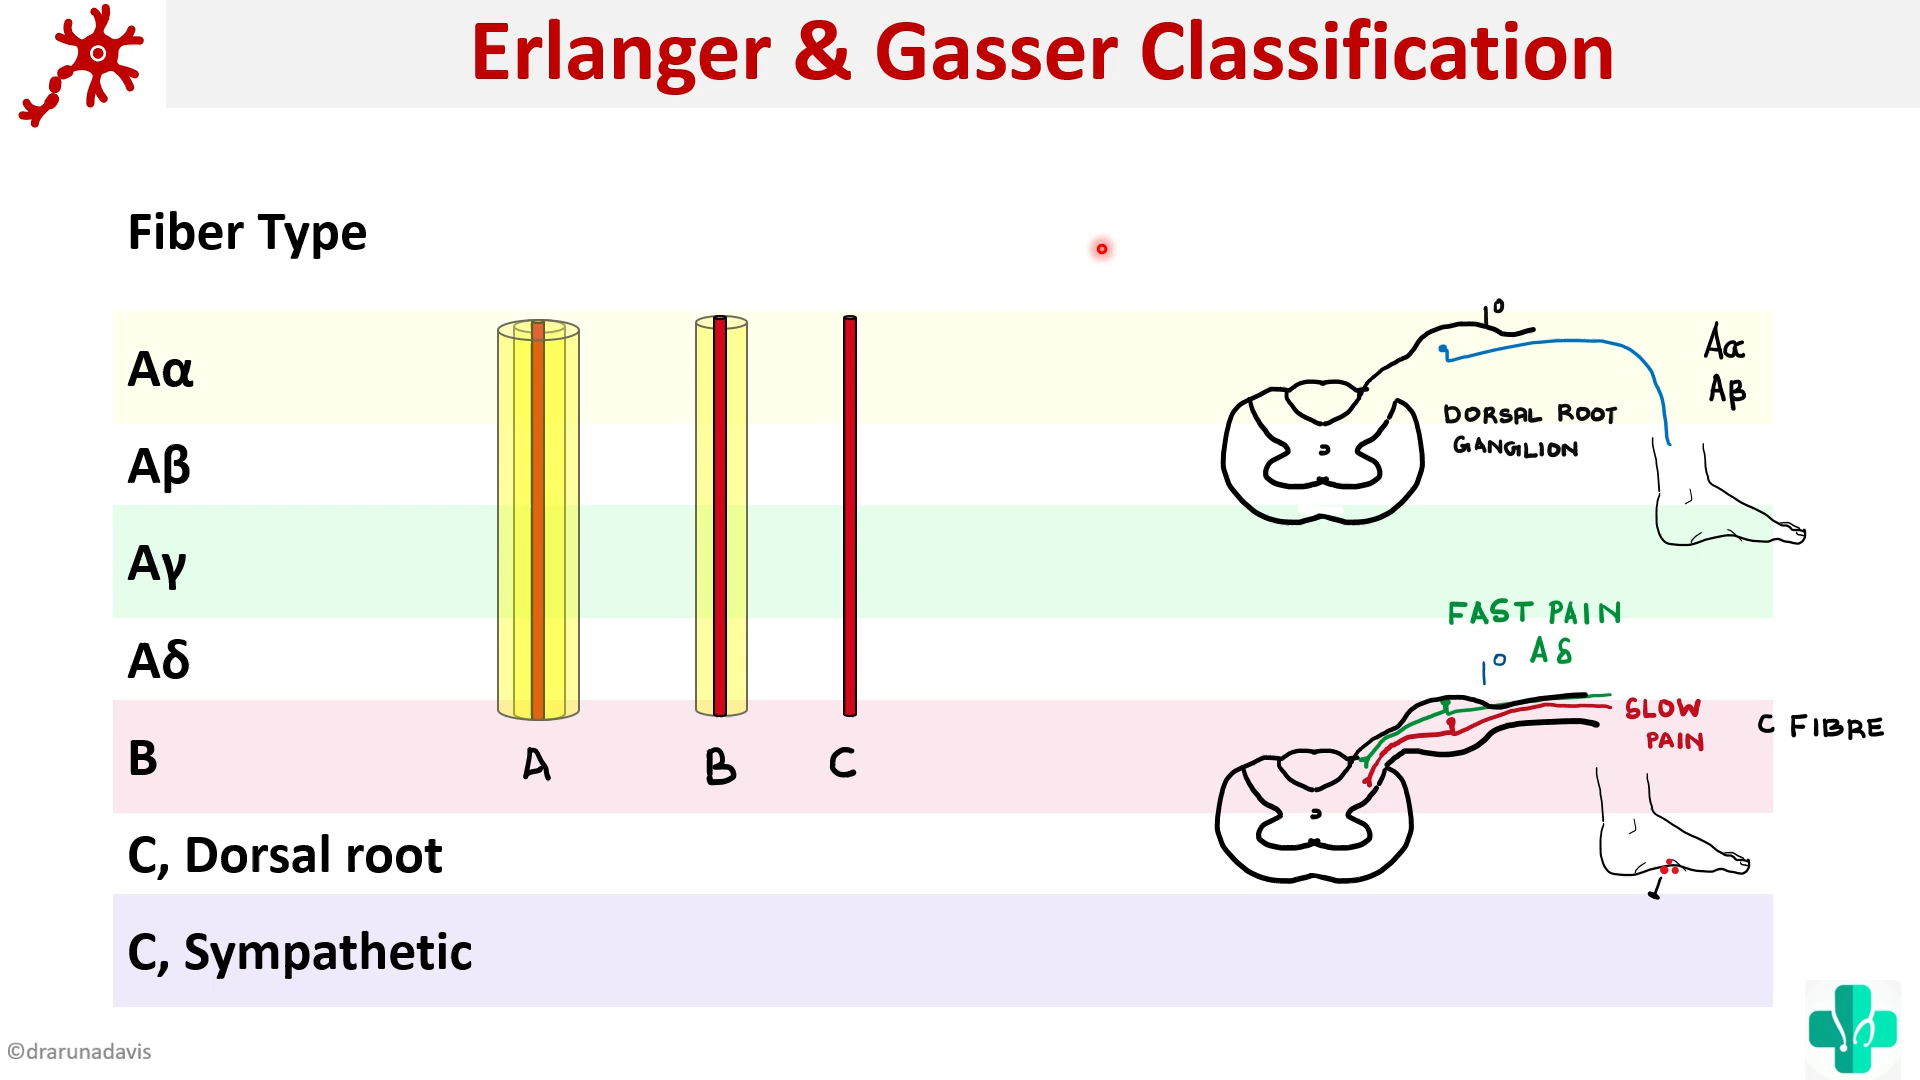 Erlanger & Gasser Classification
Fiber Type
Aα
Aβ
Aγ
Aδ
B
C, Dorsal root
C, Sympathetic
A
B
C
1°
Aα
Aβ
DORSAL ROOT
GANGLION
FAST PAIN
Aδ
1°
SLOW
PAIN
C FIBRE
©drarunadavis